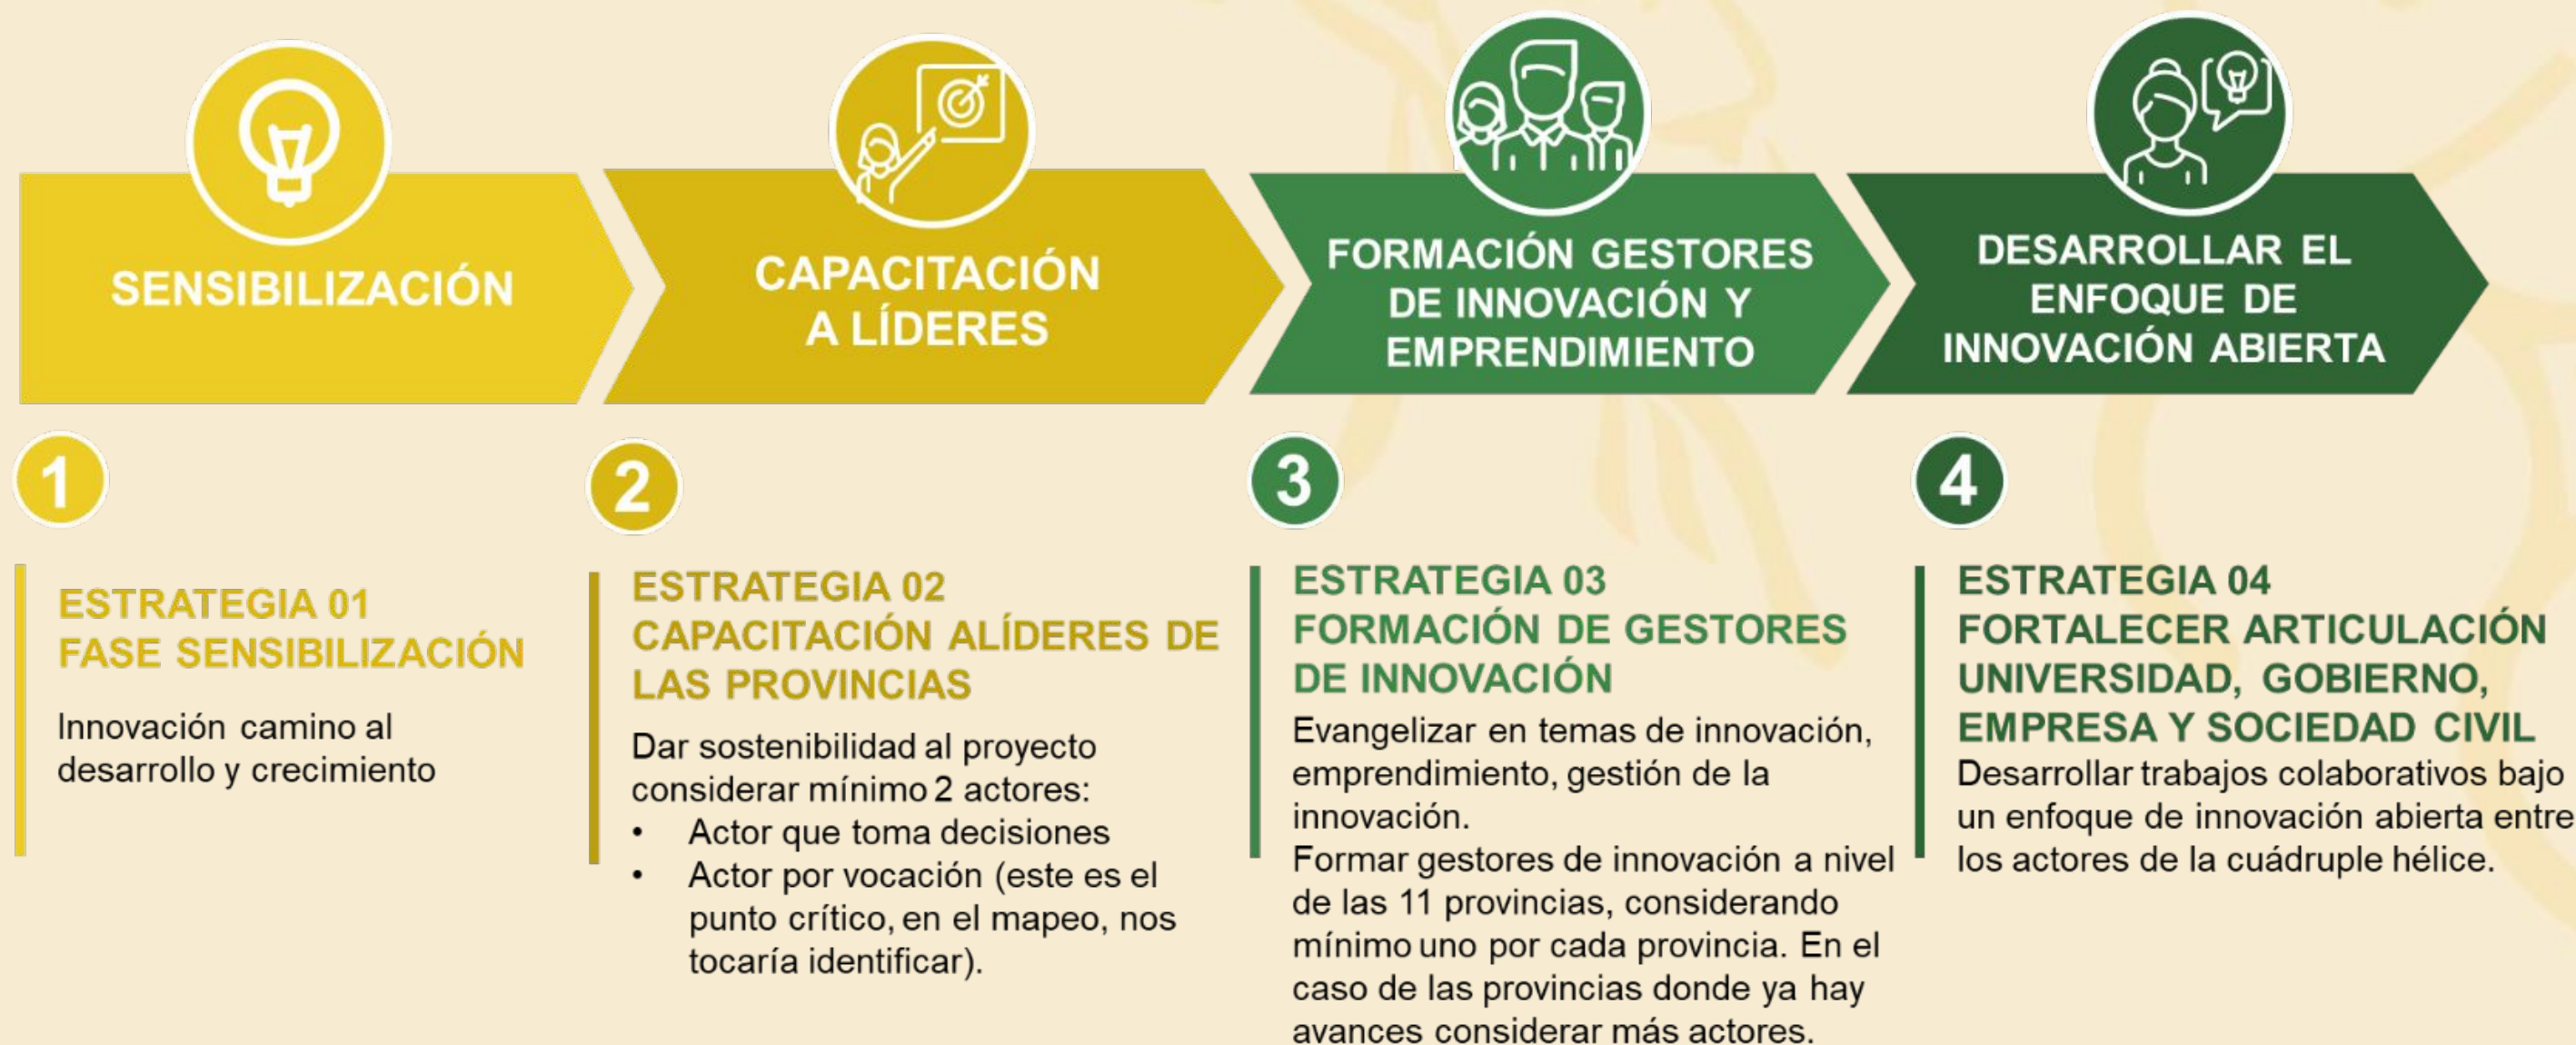 SENSIBILIZACIÓN
CAPACITACIÓN
A LÍDERES
FORMACIÓN GESTORES
DE INNOVACIÓN Y
EMPRENDIMIENTO
DESARROLLAR EL
ENFOQUE DE
INNOVACIÓN ABIERTA
1
ESTRATEGIA 01
FASE SENSIBILIZACIÓN
Innovación camino al
desarrollo y crecimiento
2
ESTRATEGIA 02
CAPACITACIÓN ALÍDERES DE
LAS PROVINCIAS
Dar sostenibilidad al proyecto
considerar mínimo 2 actores:
• Actor que toma decisiones
• Actor por vocación (este es el
punto crítico, en el mapeo, nos
tocaría identificar).
3
ESTRATEGIA 03
FORMACIÓN DE GESTORES
DE INNOVACIÓN
Evangelizar en temas de innovación,
emprendimiento, gestión de la
innovación.
Formar gestores de innovación a nivel
de las 11 provincias, considerando
mínimo uno por cada provincia. En el
caso de las provincias donde ya hay
avances considerar más actores.
4
ESTRATEGIA 04
FORTALECER ARTICULACIÓN
UNIVERSIDAD, GOBIERNO,
EMPRESA Y SOCIEDAD CIVIL
Desarrollar trabajos colaborativos bajo
un enfoque de innovación abierta entre
los actores de la cuádruple hélice.